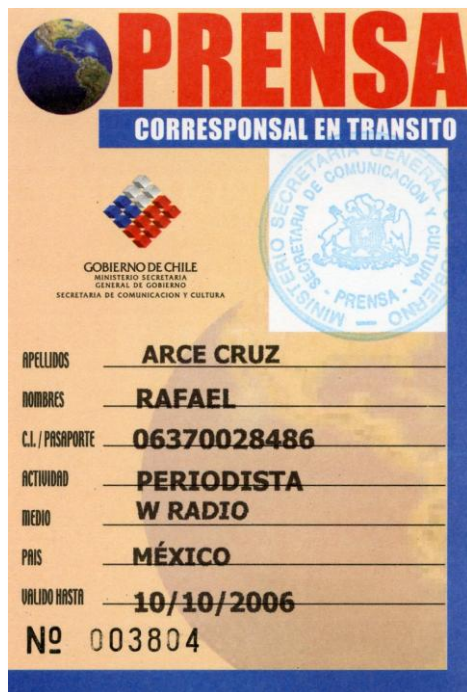 PRENSA
CORRESPONSAL EN TRANSITO
GOBIERNO DE CHILE
MINISTERIO SECRETARIA
GENERAL DE GOBIERNO
SECRETARIA DE COMUNICACION Y CULTURA
MINISTERIO SECRETARIA GENERAL GOBIERNO
SECRETARIA DE COMUNICACION Y CULTURA
- PRENSA -
APELLIDOS ARCE CRUZ
NOMBRES RAFAEL
C.I. / PASAPORTE 06370028486
ACTIVIDAD PERIODISTA
MEDIO W RADIO
PAIS MÉXICO
VALIDO HASTA 10/10/2006
Nº 003804